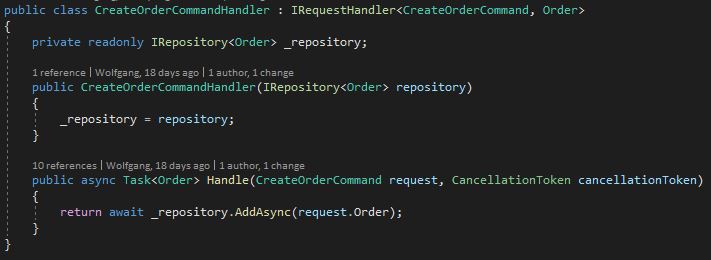 public class CreateOrderCommandHandler : IRequestHandler<CreateOrderCommand, Order>
{
private readonly IRepository<Order> _repository;
1 reference | Wolfgang, 18 days ago | 1 author, 1 change
public CreateOrderCommandHandler(IRepository<Order> repository)
{
_repository = repository;
}
10 references | Wolfgang, 18 days ago | 1 author, 1 change
public async Task<Order> Handle(CreateOrderCommand request, CancellationToken cancellationToken)
{
return await _repository.AddAsync(request.Order);
}
}